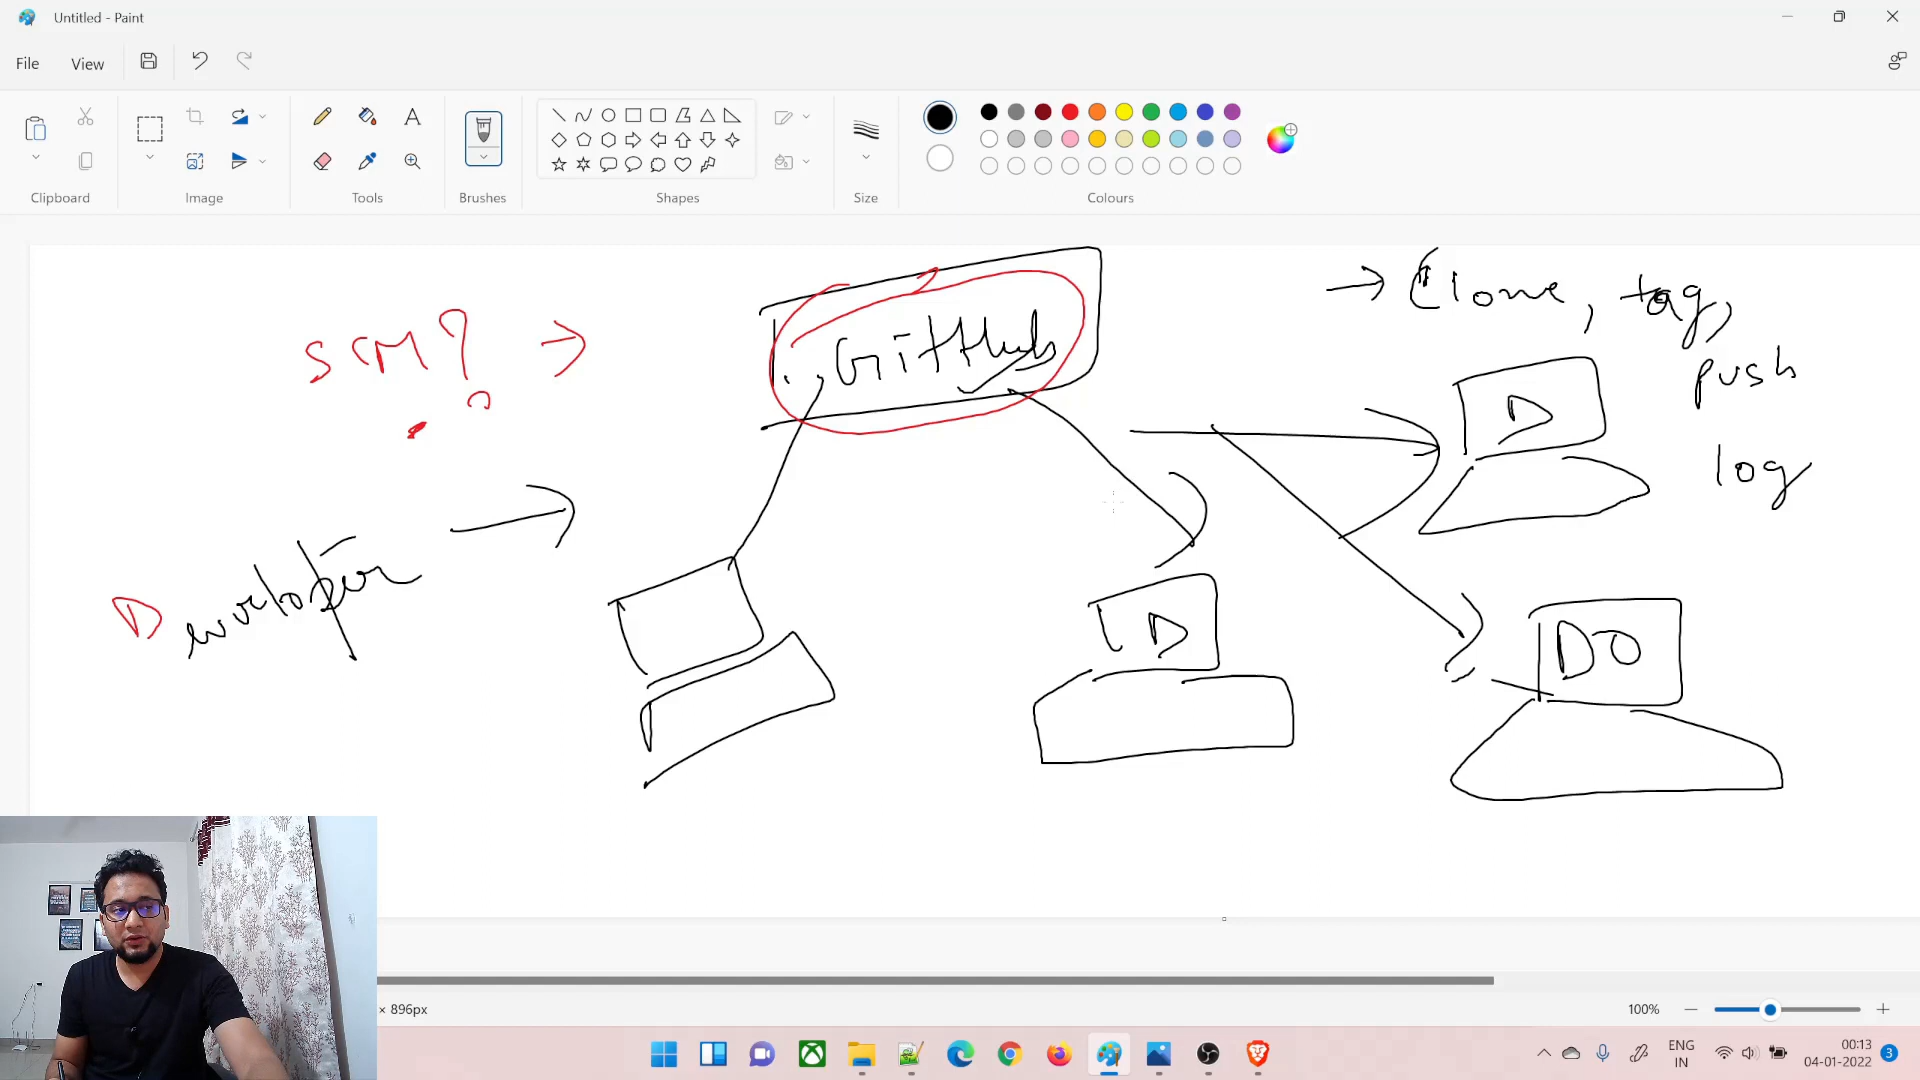 Untitled - Paint
File
View
Clipboard
Image
Tools
Brushes
Shapes
Size
Colours
SCM?
GitHub
→ Clone, tag,
push
log
Developer
D
D
DO
× 896px
100%
ENG
IN
00:13
04-01-2022
3